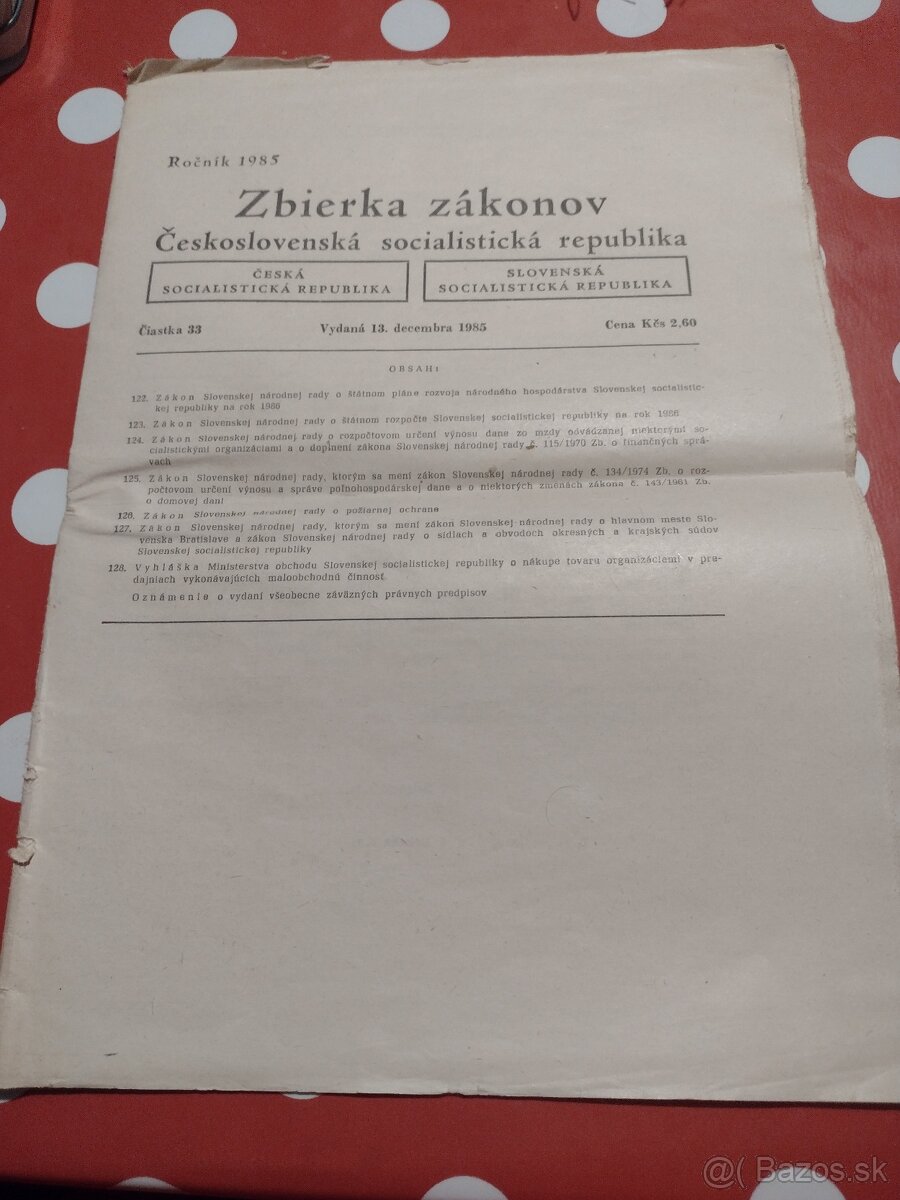 Ročník 1985
Zbierka zákonov
Československá socialistická republika
ČESKÁ
SOCIALISTICKÁ REPUBLIKA
SLOVENSKÁ
SOCIALISTICKÁ REPUBLIKA
Čiastka 33
Vydaná 13. decembra 1985
Cena Kčs 2,60
OBSAH:
122. Zákon Slovenskej národnej rady o štátnom pláne rozvoja národného hospodárstva Slovenskej socialistic-
kej republiky na rok 1986
123. Zákon Slovenskej národnej rady o štátnom rozpočte Slovenskej socialistickej republiky na rok 1986
124. Zákon Slovenskej národnej rady o rozpočtovom určení výnosu dane zo mzdy odvádzanej niektorými so-
cialistickými organizáciami a o doplnení zákona Slovenskej národnej rady č. 115/1970 Zb. o finančných sprá-
vach
125. Zákon Slovenskej národnej rady, ktorým sa mení zákon Slovenskej národnej rady č. 134/1974 Zb. o roz-
počtovom určení výnosu a správe poľnohospodárskej dane a o niektorých zmenách zákona č. 143/1961 Zb.
o domovej dani
126. Zákon Slovenskej národnej rady o požiarnej ochrane
127. Zákon Slovenskej národnej rady, ktorým sa mení zákon Slovenskej národnej rady o hlavnom meste Slo-
venska Bratislave a zákon Slovenskej národnej rady o sídlach a obvodoch okresných a krajských súdov
Slovenskej socialistickej republiky
128. Vyhláška Ministerstva obchodu Slovenskej socialistickej republiky o nákupe tovaru organizáciami v pre-
dajniach vykonávajúcich maloobchodnú činnosť
Oznámenie o vydaní všeobecne záväzných právnych predpisov
@( Bazos.sk